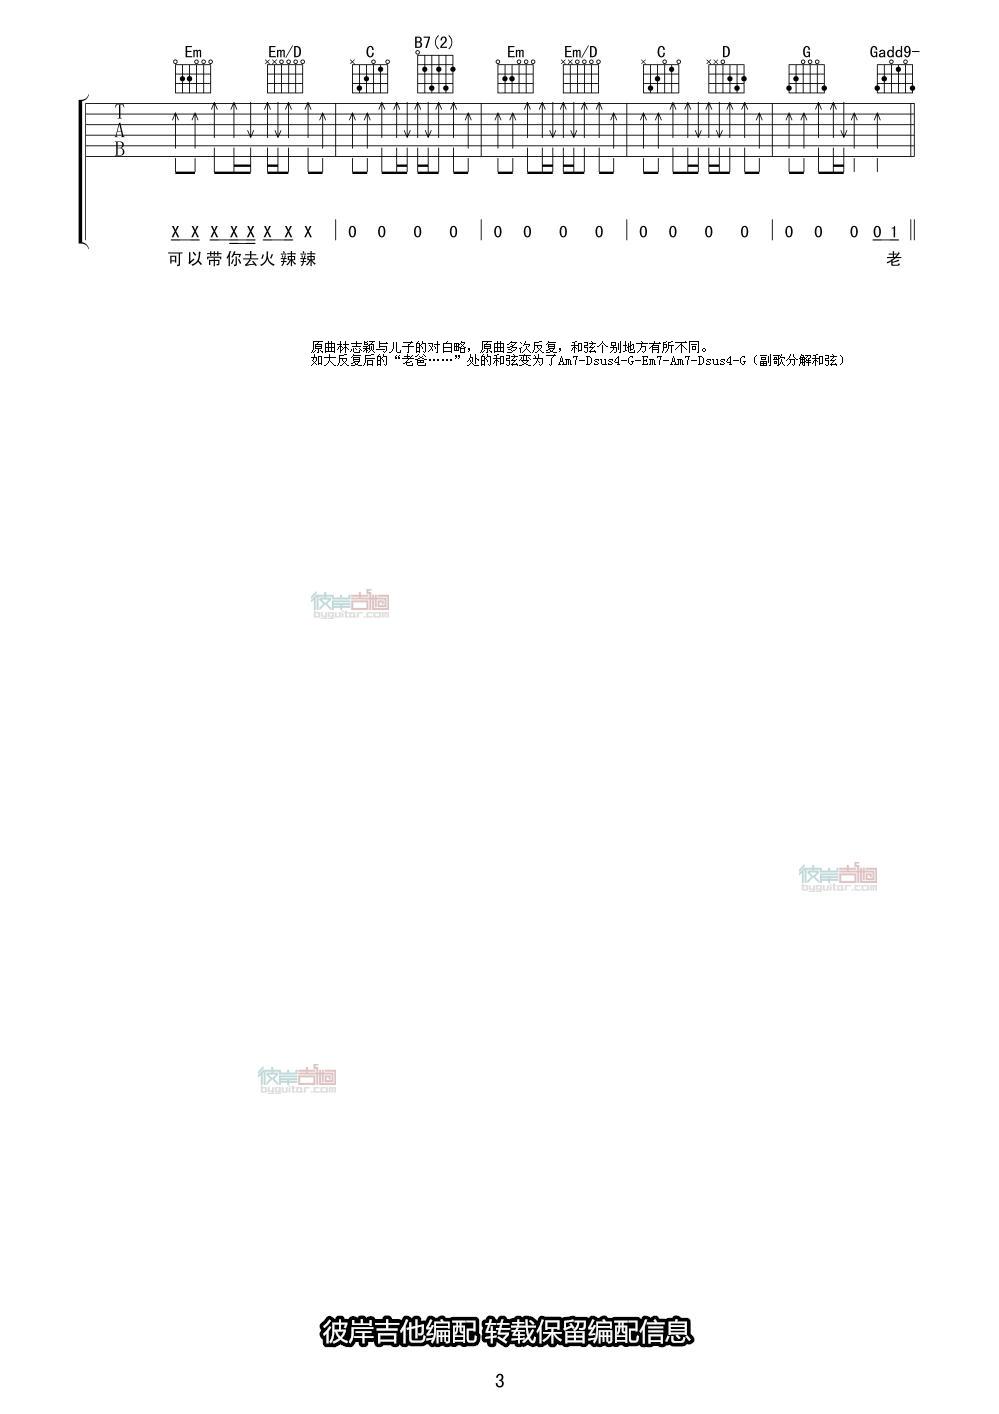 Em Em/D C B7(2) Em Em/D C D G Gadd9-
T
A
B
X X X X X X X X | 0 0 0 0 | 0 0 0 0 | 0 0 0 0 | 0 0 0 0 1
可以带你去火辣辣 老
原曲林志颖与儿子的对白略，原曲多次反复，和弦个别地方有所不同。
如大反复后的“老爸……”处的和弦变为了Am7-Dsus4-G-Em7-Am7-Dsus4-G（副歌分解和弦）
彼岸吉他
byguitar.com
彼岸吉他
byguitar.com
彼岸吉他
byguitar.com
彼岸吉他编配 转载保留编配信息
3